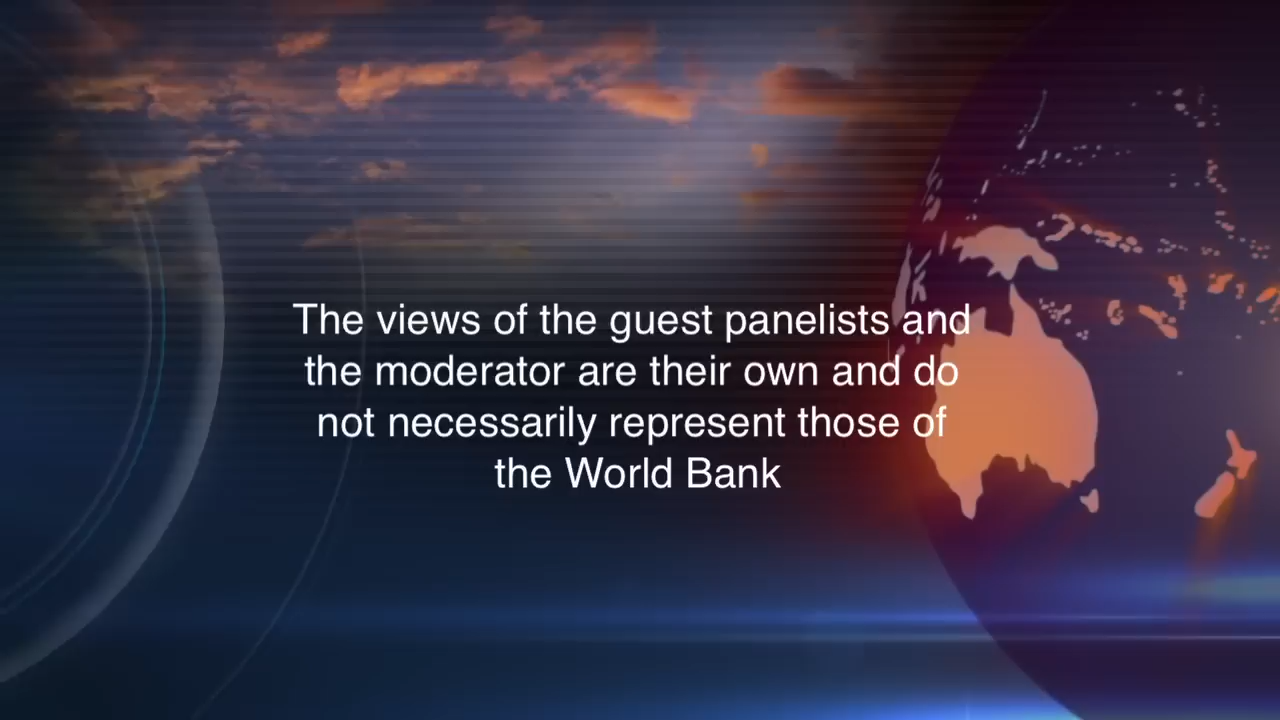 The views of the guest panelists and
the moderator are their own and do
not necessarily represent those of
the World Bank